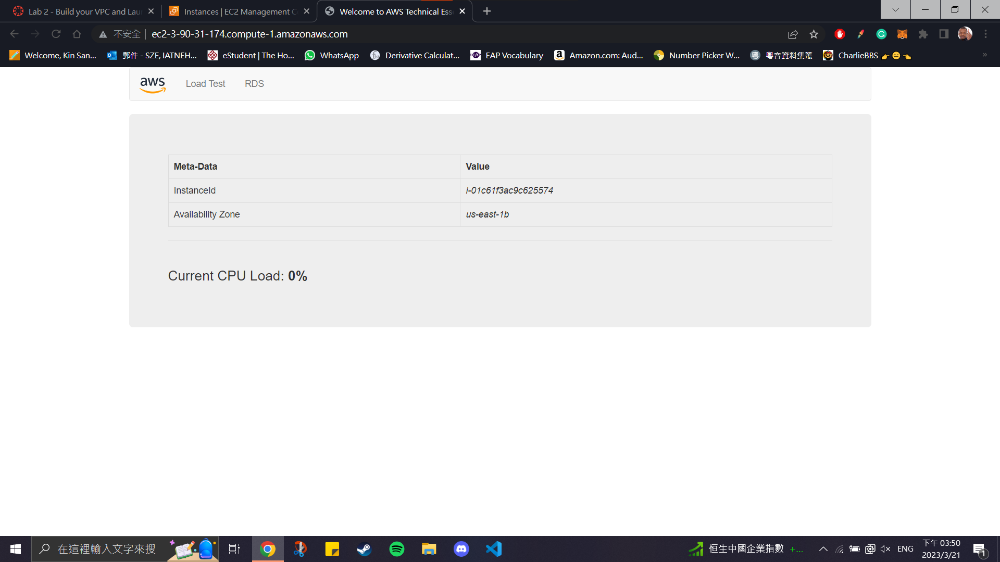 Lab 2 - Build your VPC and Lau
Instances | EC2 Management C
Welcome to AWS Technical Ess
不安全 | ec2-3-90-31-174.compute-1.amazonaws.com
Welcome, Kin San...
郵件 - SZE, IATNEH...
eStudent | The Ho...
WhatsApp
Derivative Calculat...
EAP Vocabulary
Amazon.com: Aud...
Number Picker W...
粵音資料集叢
CharlieBBS 👉😑👈
aws
Load Test
RDS
Meta-Data Value
InstanceId i-01c61f3ac9c625574
Availability Zone us-east-1b
Current CPU Load: 0%
在這裡輸入文字來搜
恒生中國企業指數 +...
ENG
下午 03:50
2023/3/21
1